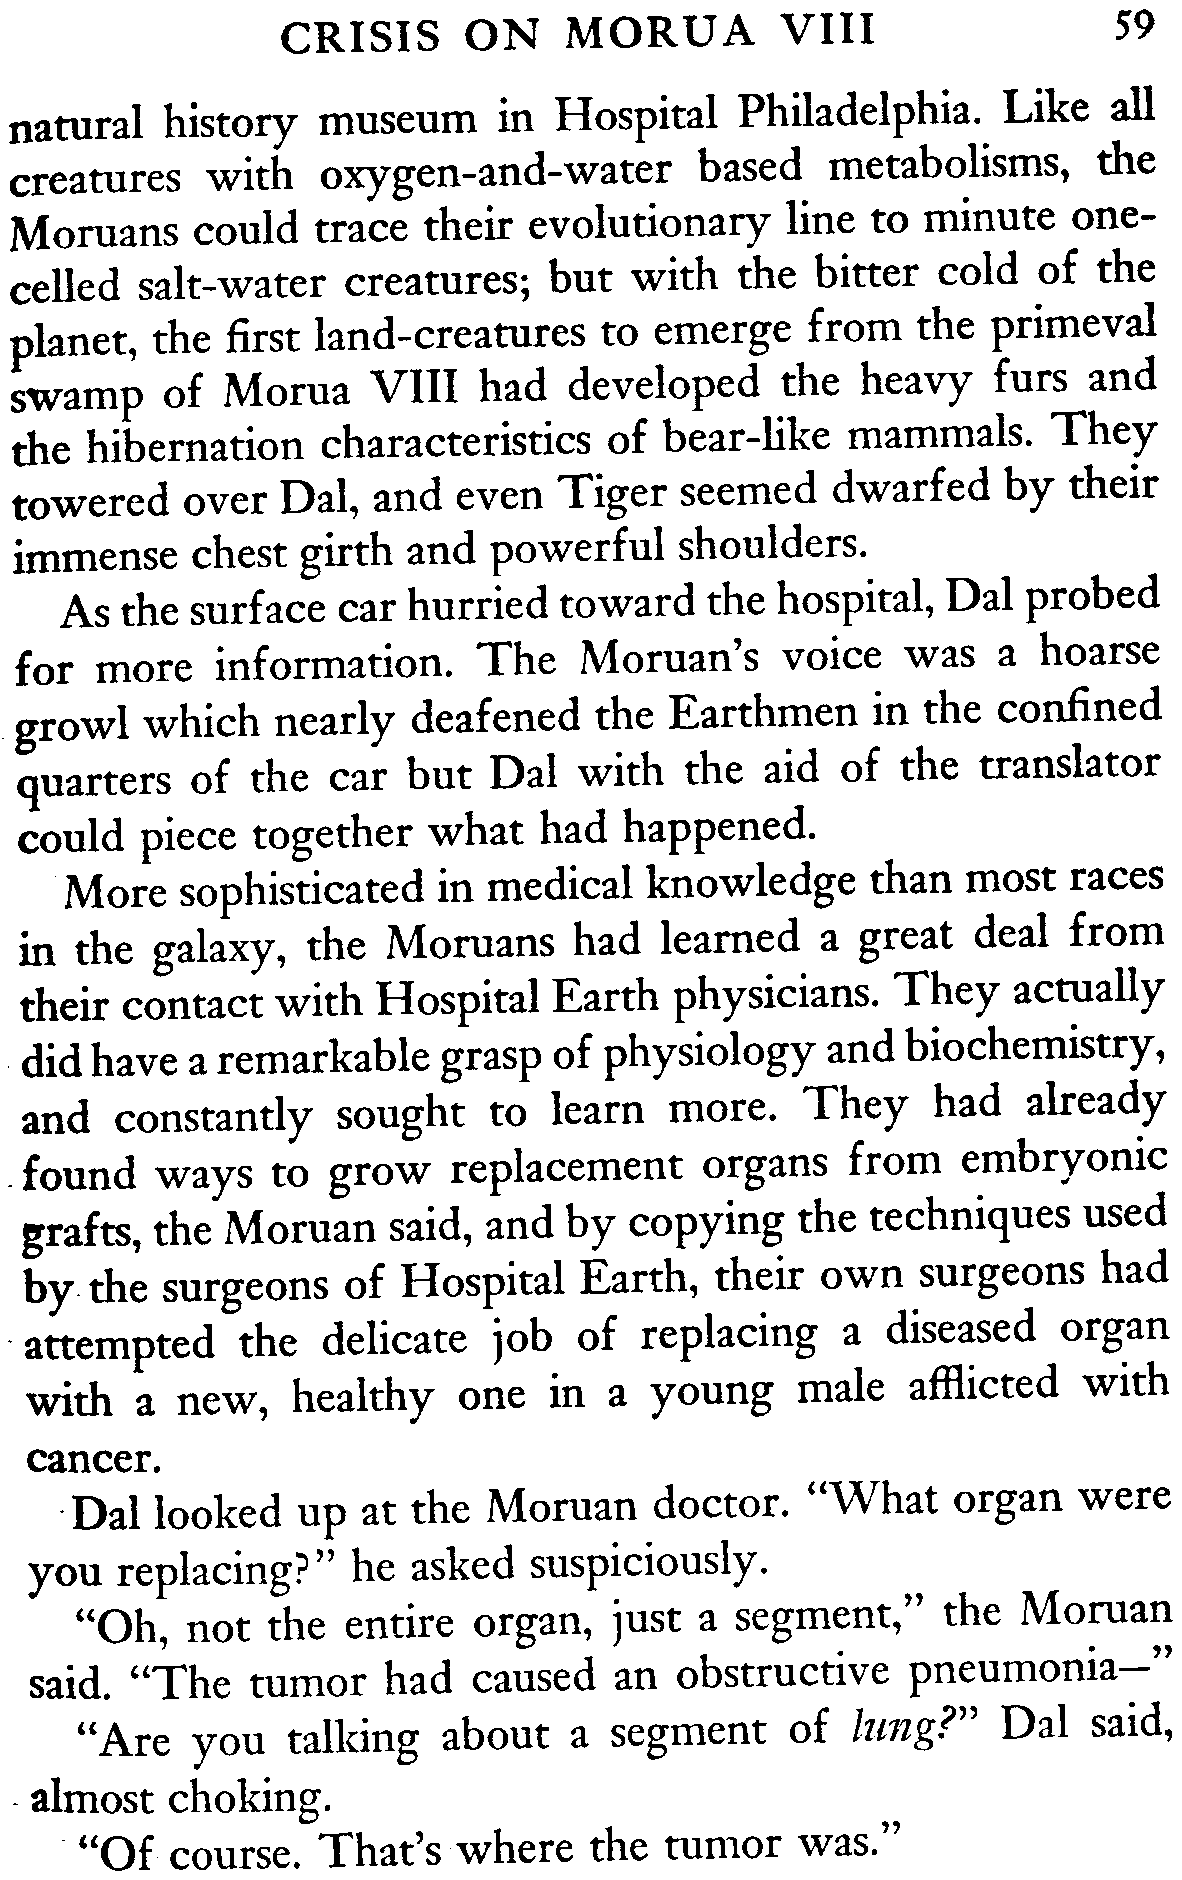 CRISIS ON MORUA VIII 59
natural history museum in Hospital Philadelphia. Like all
creatures with oxygen-and-water based metabolisms, the
Moruans could trace their evolutionary line to minute one-
celled salt-water creatures; but with the bitter cold of the
planet, the first land-creatures to emerge from the primeval
swamp of Morua VIII had developed the heavy furs and
the hibernation characteristics of bear-like mammals. They
towered over Dal, and even Tiger seemed dwarfed by their
immense chest girth and powerful shoulders.
As the surface car hurried toward the hospital, Dal probed
for more information. The Moruan's voice was a hoarse
growl which nearly deafened the Earthmen in the confined
quarters of the car but Dal with the aid of the translator
could piece together what had happened.
More sophisticated in medical knowledge than most races
in the galaxy, the Moruans had learned a great deal from
their contact with Hospital Earth physicians. They actually
did have a remarkable grasp of physiology and biochemistry,
and constantly sought to learn more. They had already
found ways to grow replacement organs from embryonic
grafts, the Moruan said, and by copying the techniques used
by the surgeons of Hospital Earth, their own surgeons had
attempted the delicate job of replacing a diseased organ
with a new, healthy one in a young male afflicted with
cancer.
Dal looked up at the Moruan doctor. "What organ were
you replacing?" he asked suspiciously.
"Oh, not the entire organ, just a segment," the Moruan
said. "The tumor had caused an obstructive pneumonia—"
"Are you talking about a segment of lung?" Dal said,
almost choking.
"Of course. That's where the tumor was."